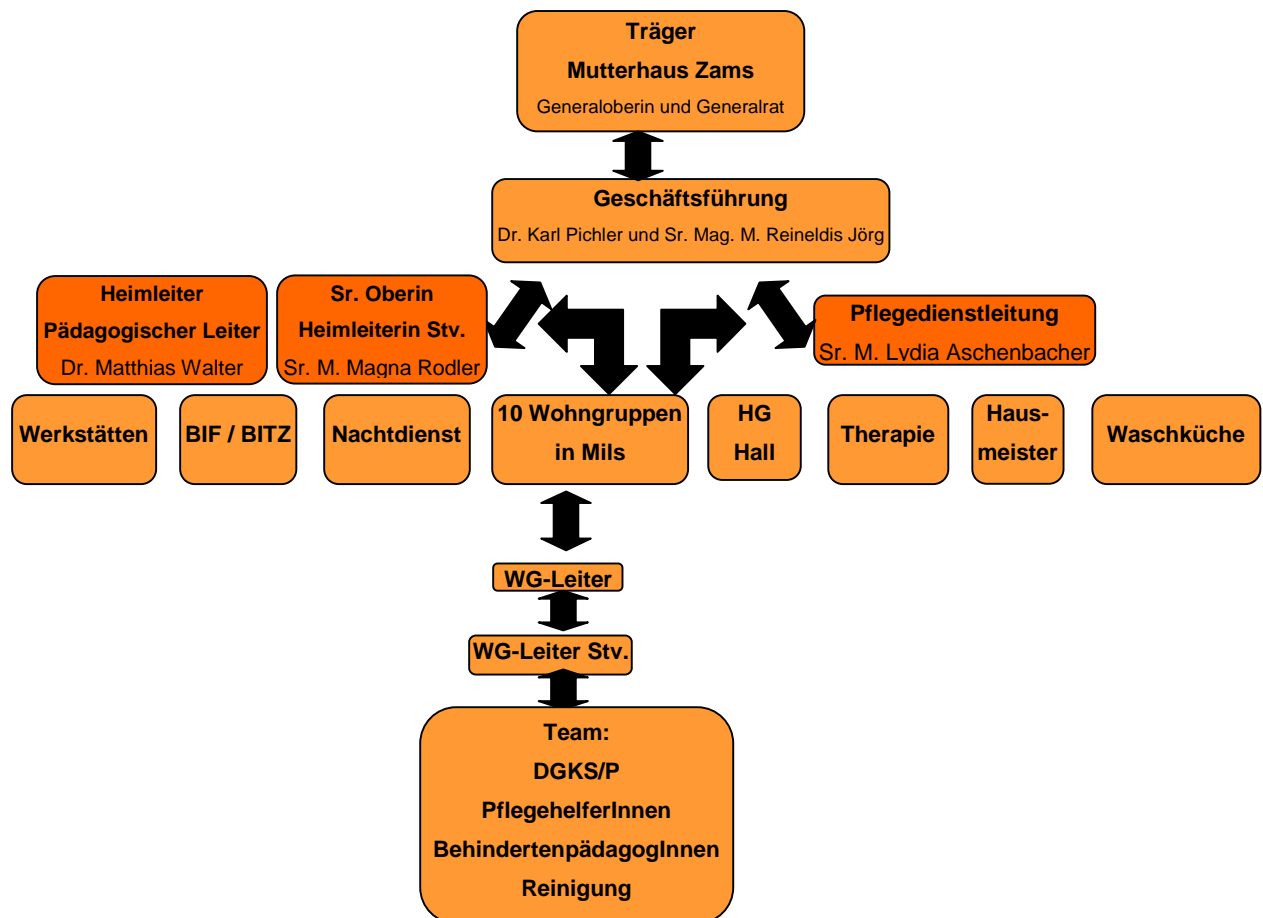 Träger
Mutterhaus Zams
Generaloberin und Generalrat
Geschäftsführung
Dr. Karl Pichler und Sr. Mag. M. Reineldis Jörg
Heimleiter
Pädagogischer Leiter
Dr. Matthias Walter
Sr. Oberin
Heimleiterin Stv.
Sr. M. Magna Rodler
Pflegedienstleitung
Sr. M. Lydia Aschenbacher
Werkstätten
BIF / BITZ
Nachtdienst
10 Wohngruppen
in Mils
HG
Hall
Therapie
Haus-
meister
Waschküche
WG-Leiter
WG-Leiter Stv.
Team:
DGKS/P
PflegehelferInnen
BehindertenpädagogInnen
Reinigung